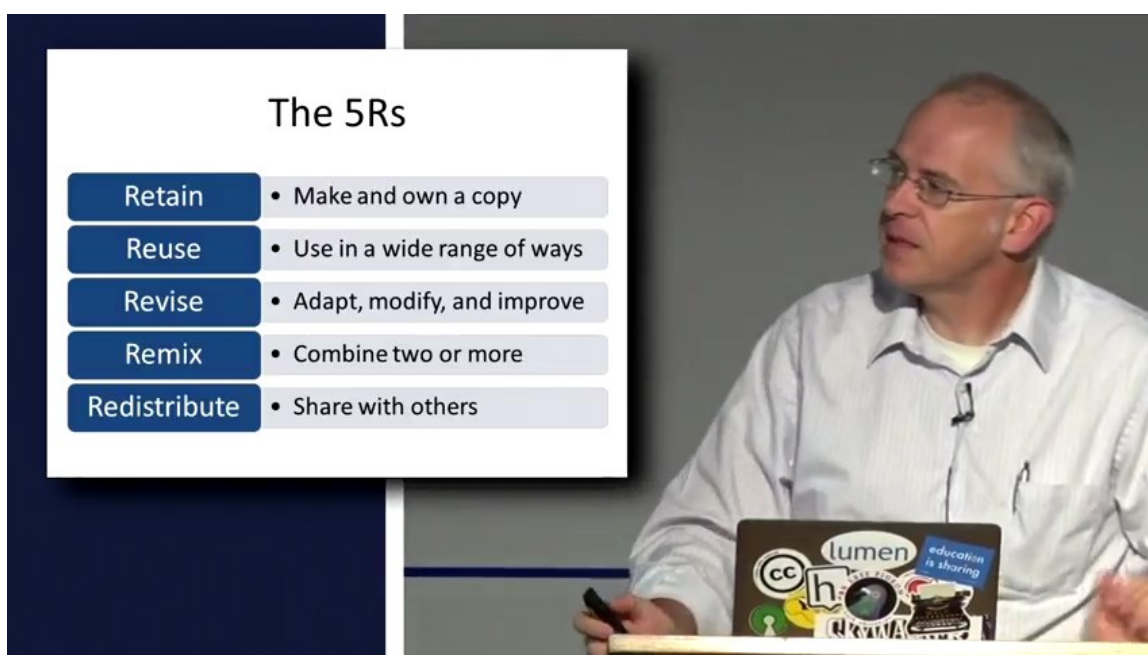 The 5Rs
Retain
• Make and own a copy
Reuse
• Use in a wide range of ways
Revise
• Adapt, modify, and improve
Remix
• Combine two or more
Redistribute
• Share with others
lumen
education
is sharing
cc
h